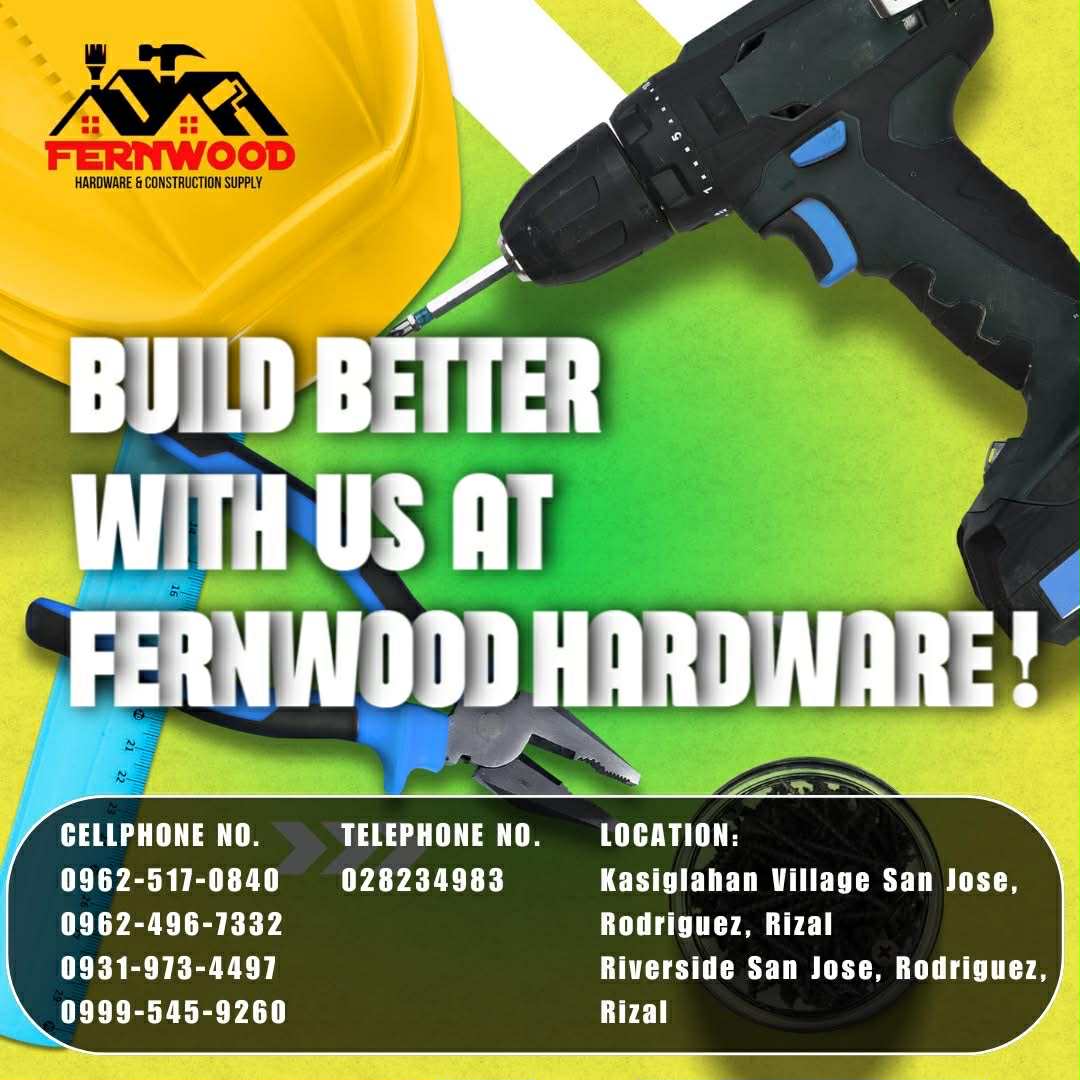 FERNWOOD
HARDWARE & CONSTRUCTION SUPPLY
BUILD BETTER
WITH US AT
FERNWOOD HARDWARE!
CELLPHONE NO.
0962-517-0840
0962-496-7332
0931-973-4497
0999-545-9260
TELEPHONE NO.
028234983
LOCATION:
Kasiglahan Village San Jose,
Rodriguez, Rizal
Riverside San Jose, Rodriguez,
Rizal